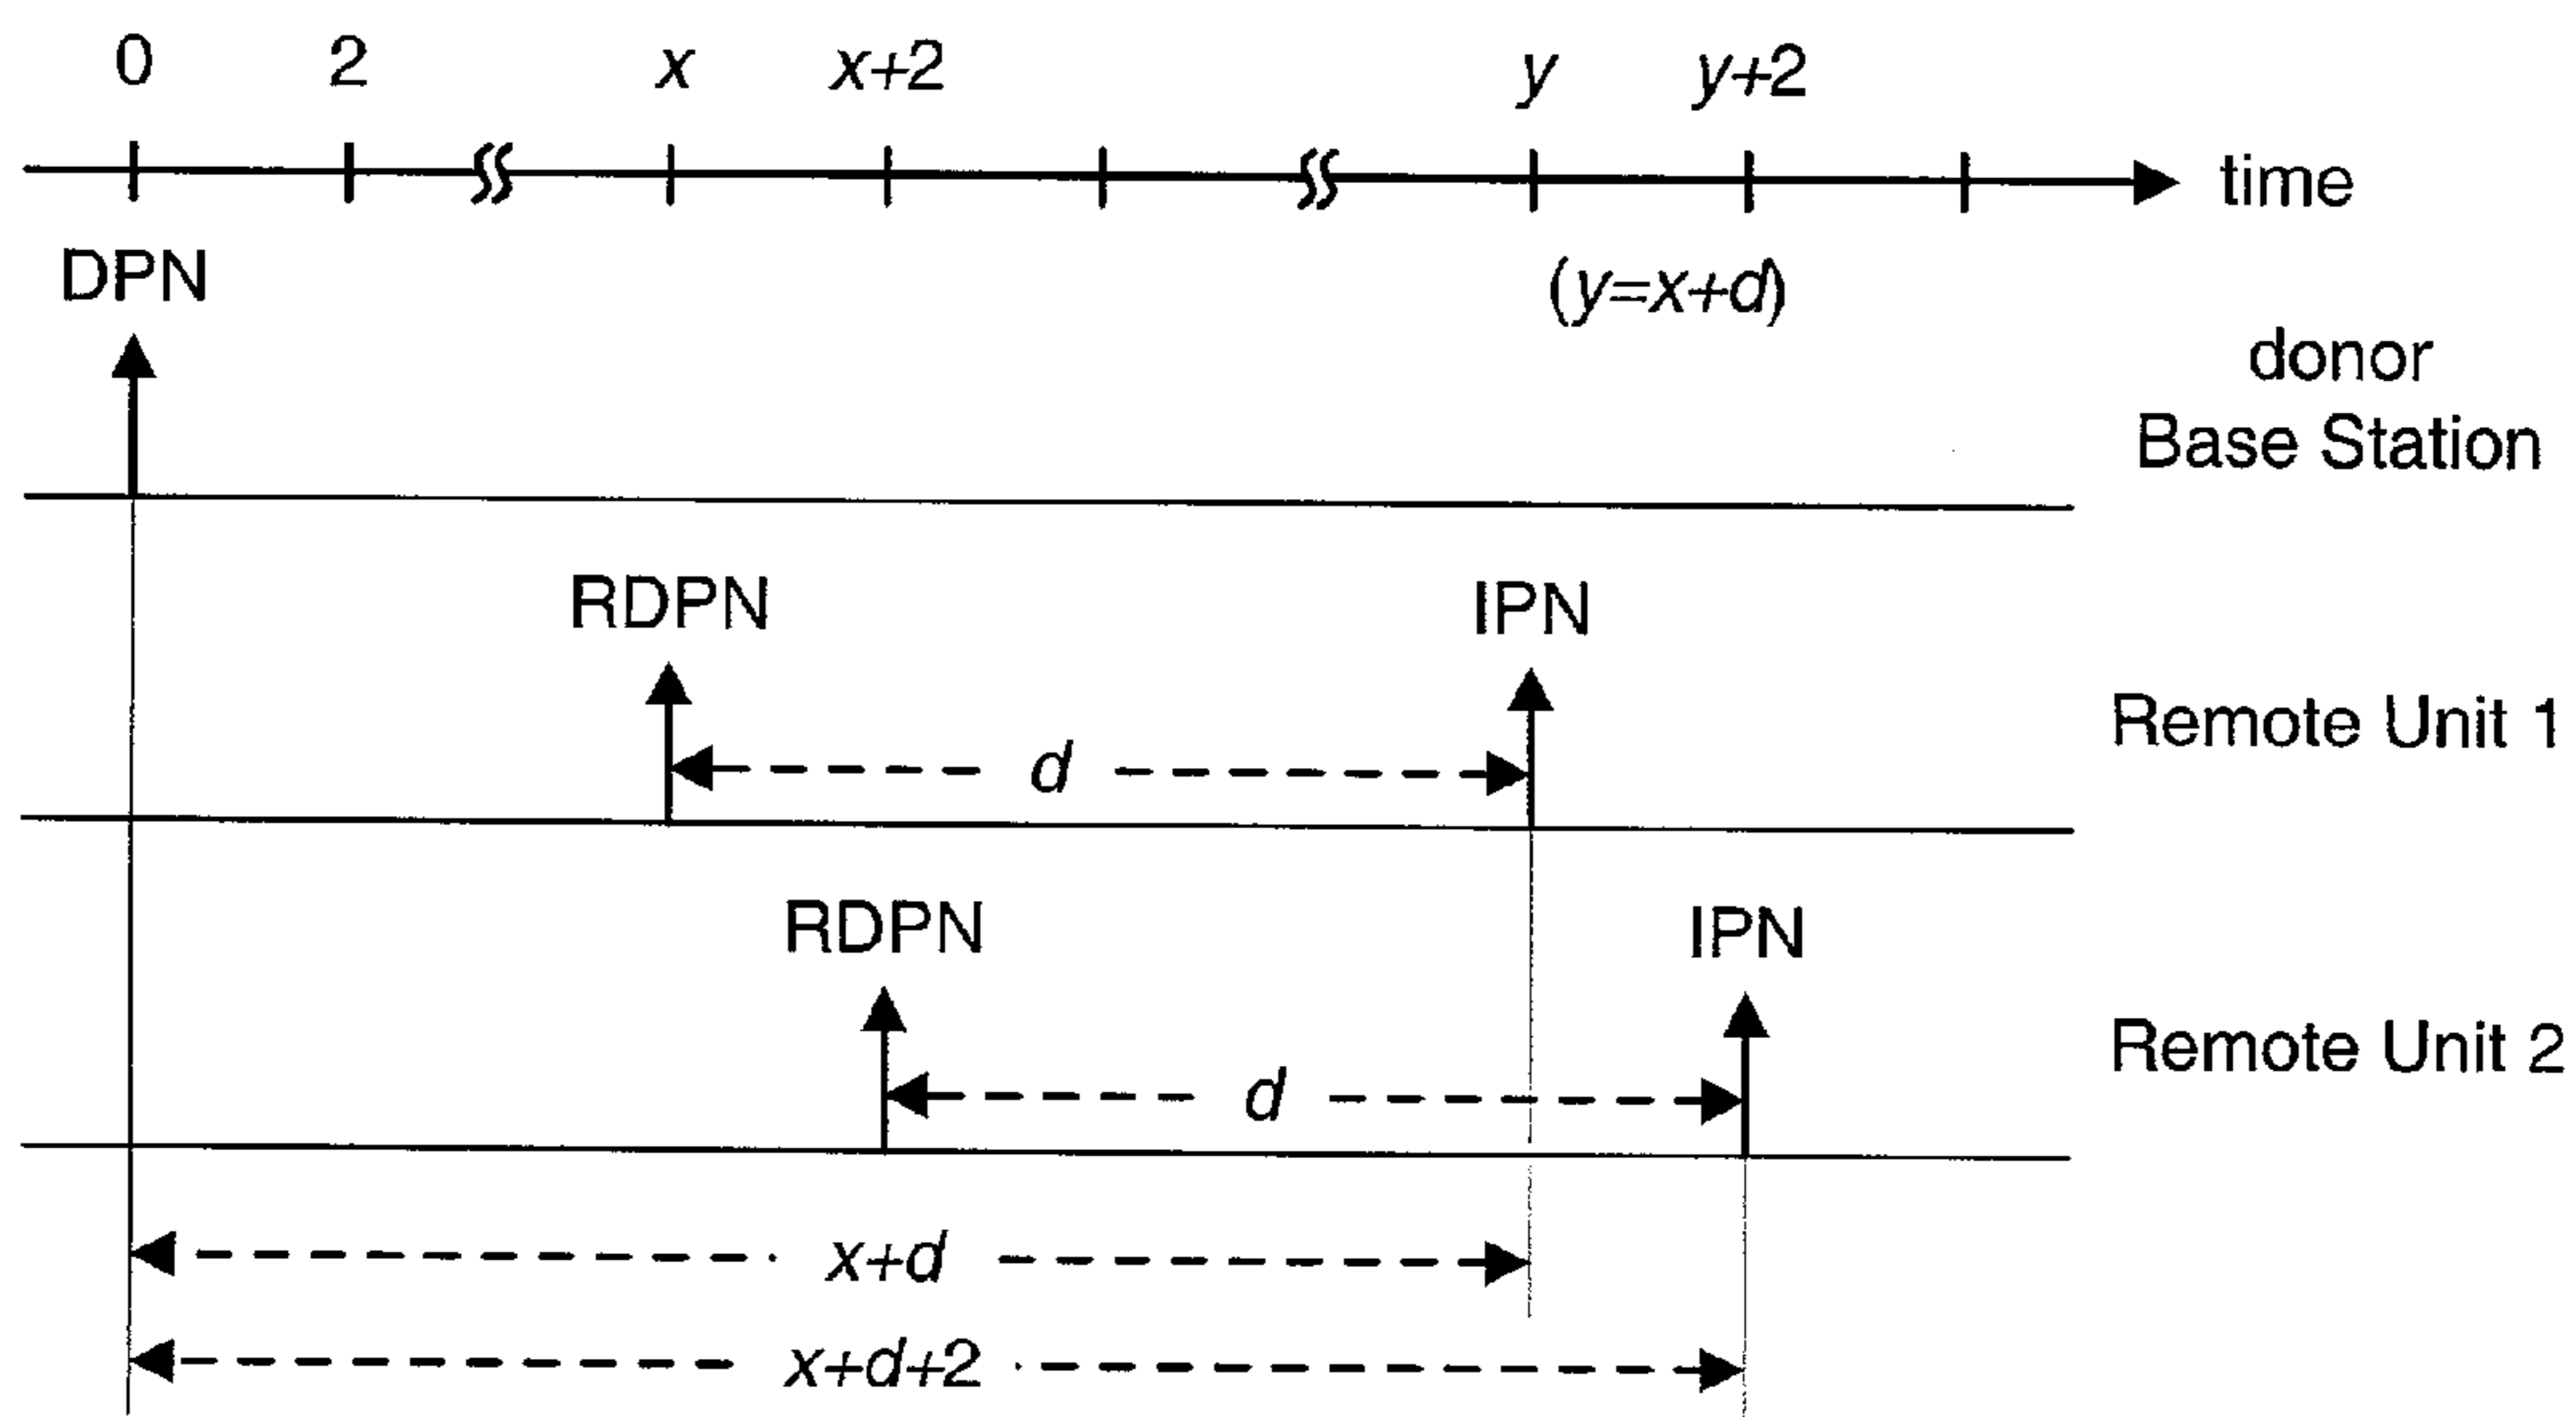 0 2 x x+2 y y+2
time
DPN
(y=x+d)
donor
Base Station
RDPN IPN
Remote Unit 1
d
RDPN IPN
Remote Unit 2
d
x+d
x+d+2